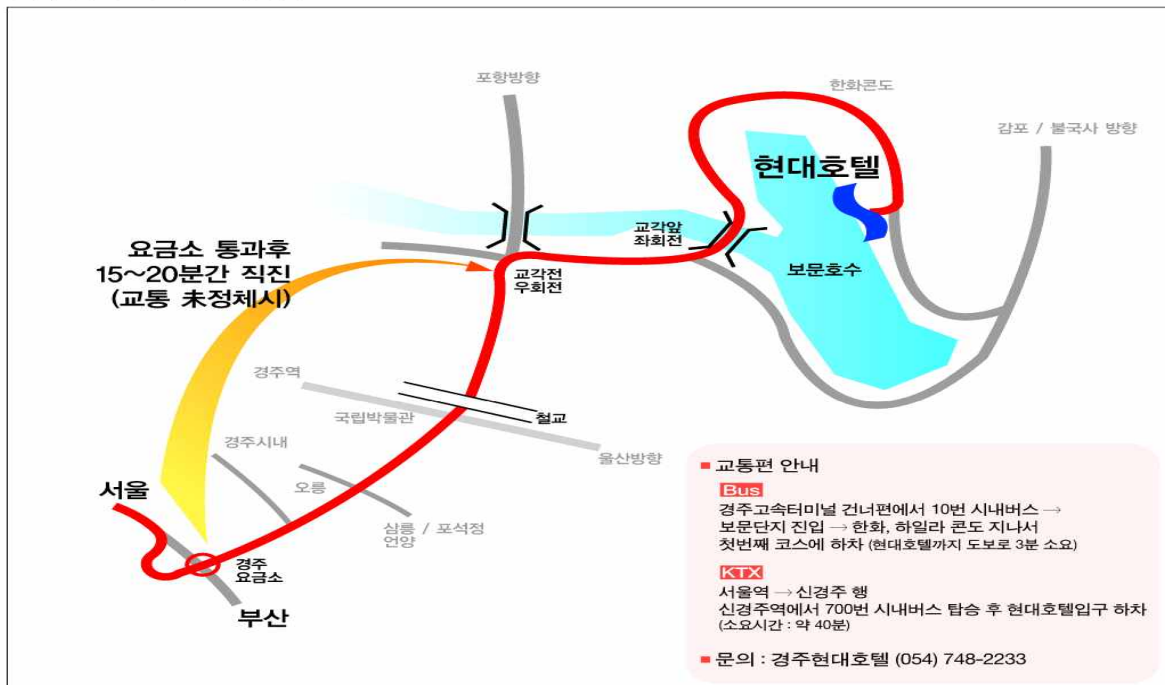 포항방향
한화콘도
감포 / 불국사 방향
현대호텔
교각앞
좌회전
요금소 통과후
15~20분간 직진
(교통 未정체시)
교각전
우회전
보문호수
경주역
국립박물관
철교
울산방향
경주시내
오릉
삼릉 / 포석정
언양
서울
경주
요금소
부산
교통편 안내
Bus
경주고속터미널 건너편에서 10번 시내버스 →
보문단지 진입 → 한화, 하일라 콘도 지나서
첫번째 코스에 하차 (현대호텔까지 도보로 3분 소요)
KTX
서울역 → 신경주 행
신경주역에서 700번 시내버스 탑승 후 현대호텔입구 하차
(소요시간 : 약 40분)
문의 : 경주현대호텔 (054) 748-2233